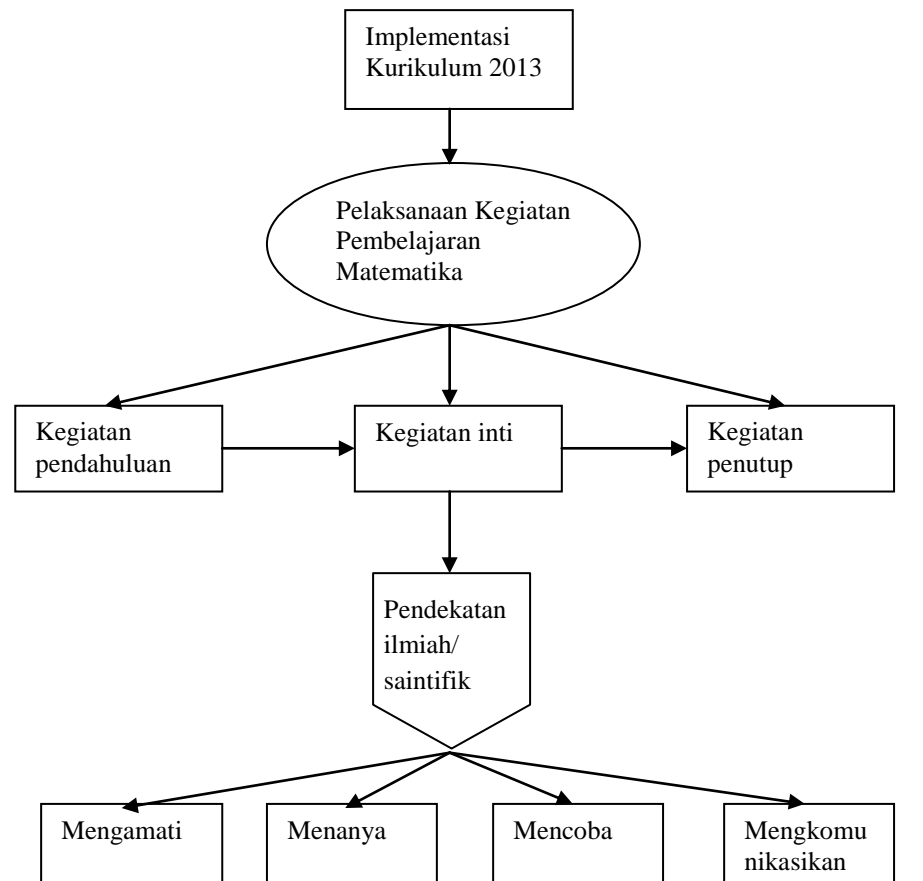 Implementasi
Kurikulum 2013
Pelaksanaan Kegiatan
Pembelajaran
Matematika
Kegiatan
pendahuluan
Kegiatan inti
Kegiatan
penutup
Pendekatan
ilmiah/
saintifik
Mengamati
Menanya
Mencoba
Mengkomu
nikasikan